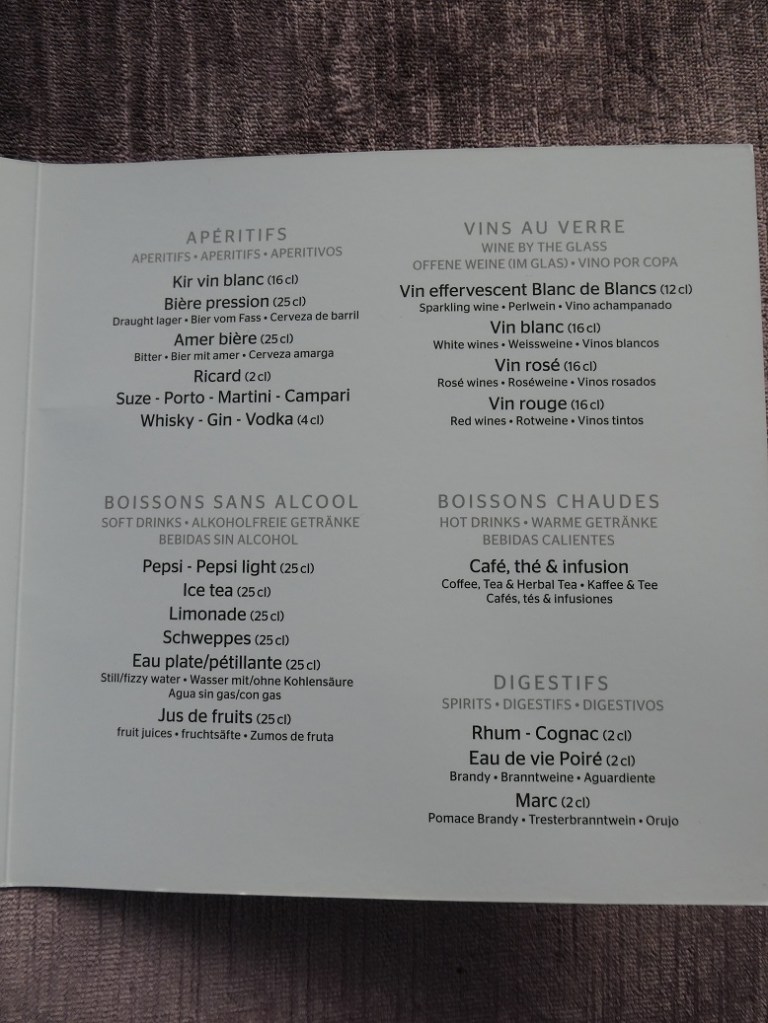 APÉRITIFS
APERITIFS • APERITIFS • APERITIVOS
Kir vin blanc (16 cl)
Bière pression (25 cl)
Draught lager • Bier vom Fass • Cerveza de barril
Amer bière (25 cl)
Bitter • Bier mit amer • Cerveza amarga
Ricard (2 cl)
Suze - Porto - Martini - Campari
Whisky - Gin - Vodka (4 cl)
BOISSONS SANS ALCOOL
SOFT DRINKS • ALKOHOLFREIE GETRÄNKE
BEBIDAS SIN ALCOHOL
Pepsi - Pepsi light (25 cl)
Ice tea (25 cl)
Limonade (25 cl)
Schweppes (25 cl)
Eau plate/pétillante (25 cl)
Still/fizzy water • Wasser mit/ohne Kohlensäure
Agua sin gas/con gas
Jus de fruits (25 cl)
fruit juices • fruchtsäfte • Zumos de fruta
VINS AU VERRE
WINE BY THE GLASS
OFFENE WEINE (IM GLAS) • VINO POR COPA
Vin effervescent Blanc de Blancs (12 cl)
Sparkling wine • Perlwein • Vino achampanado
Vin blanc (16 cl)
White wines • Weissweine • Vinos blancos
Vin rosé (16 cl)
Rosé wines • Roséweine • Vinos rosados
Vin rouge (16 cl)
Red wines • Rotweine • Vinos tintos
BOISSONS CHAUDES
HOT DRINKS • WARME GETRÄNKE
BEBIDAS CALIENTES
Café, thé & infusion
Coffee, Tea & Herbal Tea • Kaffee & Tee
Cafés, tés & infusiones
DIGESTIFS
SPIRITS • DIGESTIFS • DIGESTIVOS
Rhum - Cognac (2 cl)
Eau de vie Poiré (2 cl)
Brandy • Branntweine • Aguardiente
Marc (2 cl)
Pomace Brandy • Tresterbranntwein • Orujo